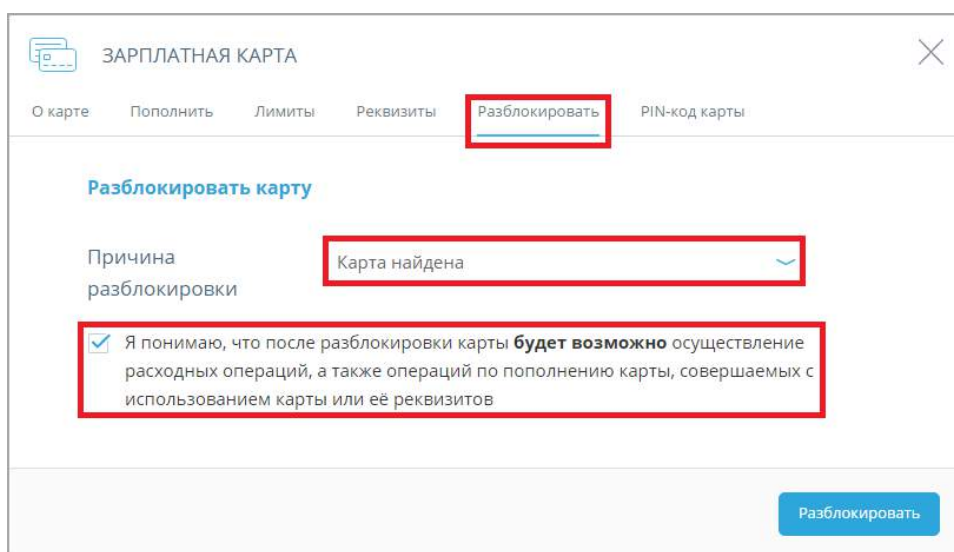 ЗАРПЛАТНАЯ КАРТА
О карте Пополнить Лимиты Реквизиты Разблокировать PIN-код карты
Разблокировать карту
Причина
разблокировки
Карта найдена
Я понимаю, что после разблокировки карты будет возможно осуществление
расходных операций, а также операций по пополнению карты, совершаемых с
использованием карты или её реквизитов
Разблокировать